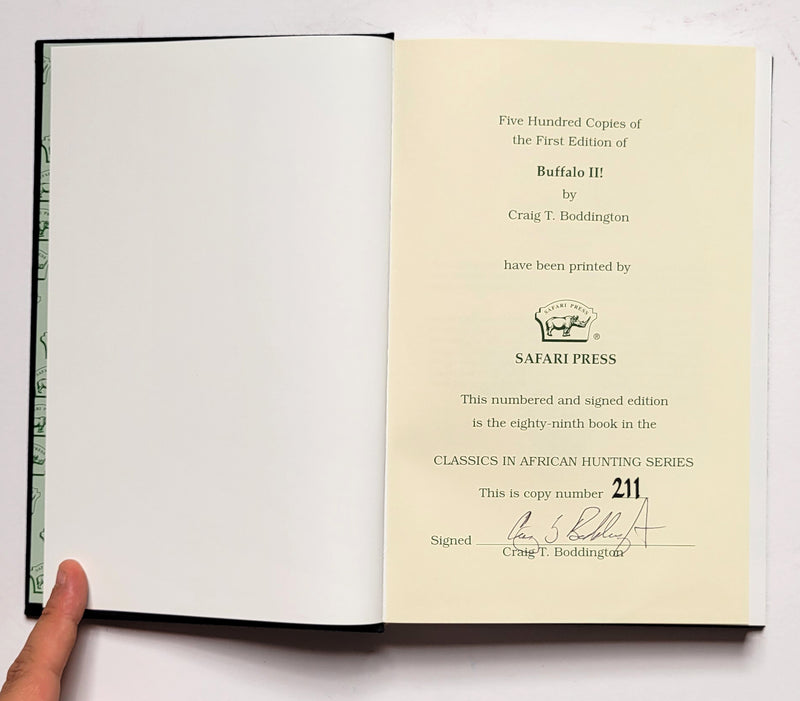 Five Hundred Copies of
the First Edition of
Buffalo II!
by
Craig T. Boddington
have been printed by
SAFARI PRESS
®
SAFARI PRESS
This numbered and signed edition
is the eighty-ninth book in the
CLASSICS IN AFRICAN HUNTING SERIES
This is copy number 211
Signed
Craig T. Boddington